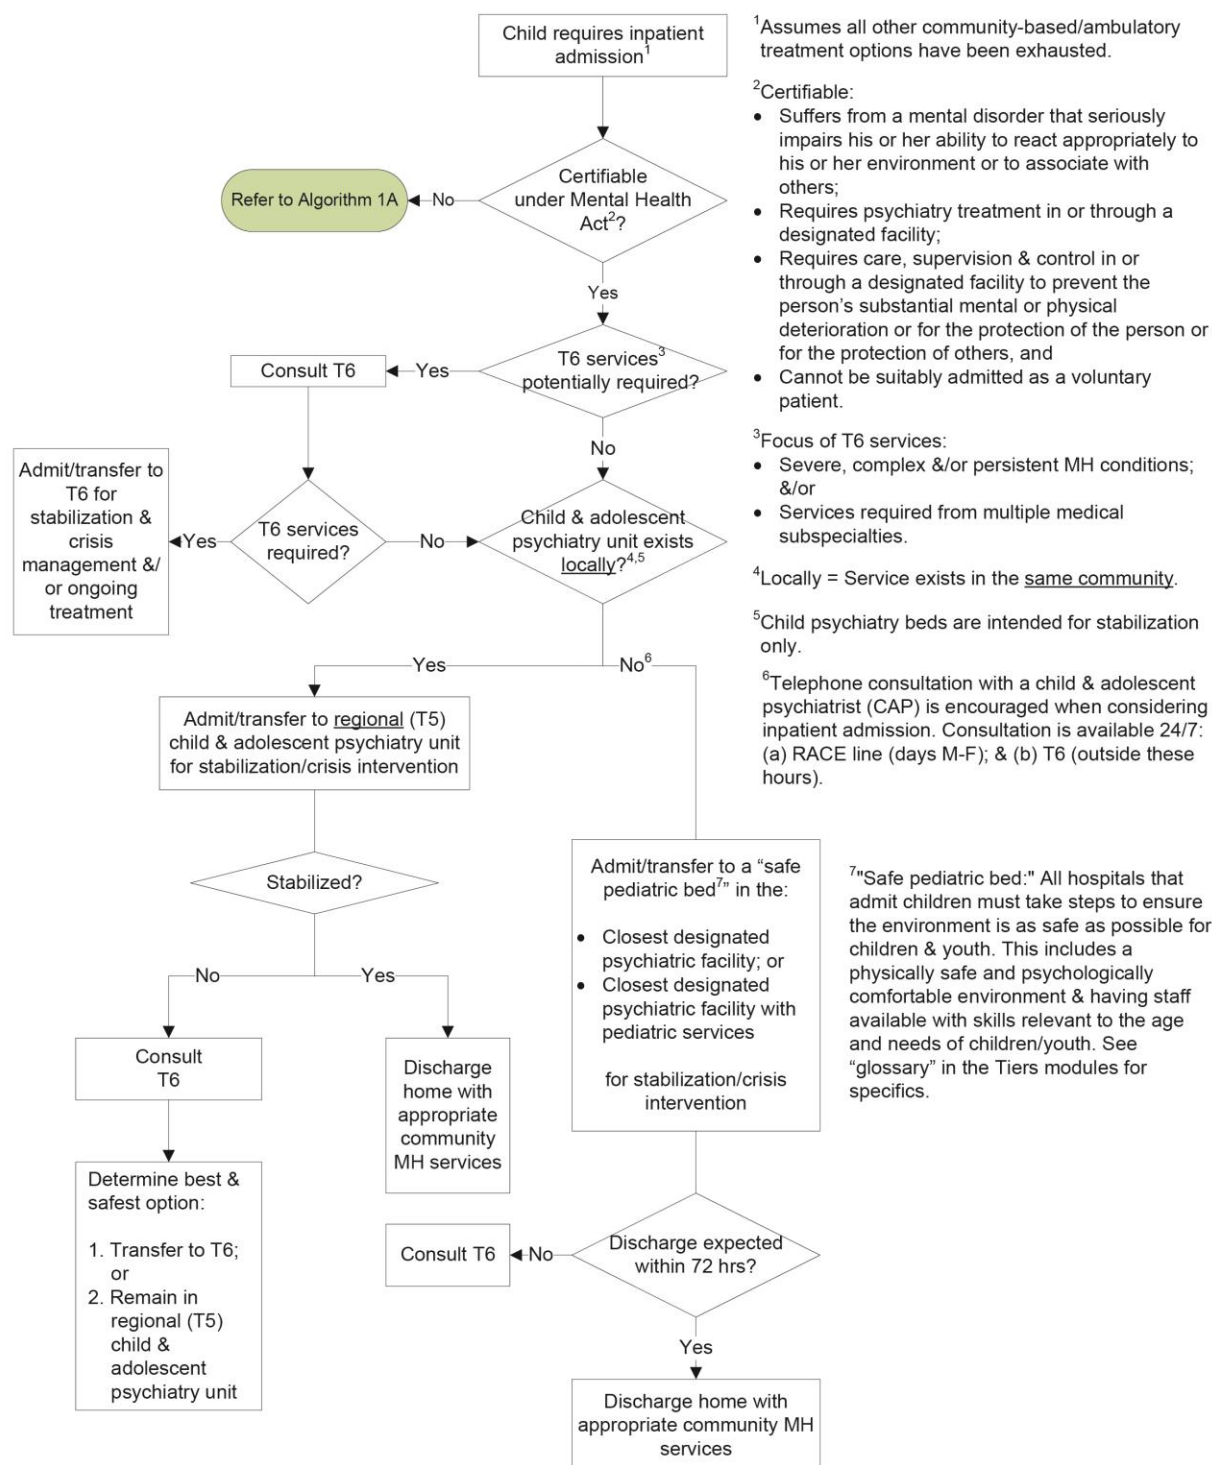 Child requires inpatient
admission1
Certifiable
under Mental Health
Act2?
No
Refer to Algorithm 1A
Yes
T6 services3
potentially required?
Yes
Consult T6
No
T6 services
required?
Yes
Admit/transfer to
T6 for
stabilization &
crisis
management &/
or ongoing
treatment
No
Child & adolescent
psychiatry unit exists
locally?4,5
Yes
No6
Admit/transfer to regional (T5)
child & adolescent psychiatry unit
for stabilization/crisis intervention
Stabilized?
No
Yes
Consult
T6
Determine best &
safest option:
1. Transfer to T6;
or
2. Remain in
regional (T5)
child &
adolescent
psychiatry unit
Discharge
home with
appropriate
community
MH services
Admit/transfer to a “safe
pediatric bed7” in the:
• Closest designated
psychiatric facility; or
• Closest designated
psychiatric facility with
pediatric services
for stabilization/crisis
intervention
Discharge expected
within 72 hrs?
No
Consult T6
Yes
Discharge home with
appropriate community MH
services
1Assumes all other community-based/ambulatory
treatment options have been exhausted.
2Certifiable:
• Suffers from a mental disorder that seriously
impairs his or her ability to react appropriately to
his or her environment or to associate with
others;
• Requires psychiatry treatment in or through a
designated facility;
• Requires care, supervision & control in or
through a designated facility to prevent the
person’s substantial mental or physical
deterioration or for the protection of the person or
for the protection of others, and
• Cannot be suitably admitted as a voluntary
patient.
3Focus of T6 services:
• Severe, complex &/or persistent MH conditions;
&/or
• Services required from multiple medical
subspecialties.
4Locally = Service exists in the same community.
5Child psychiatry beds are intended for stabilization
only.
6Telephone consultation with a child & adolescent
psychiatrist (CAP) is encouraged when considering
inpatient admission. Consultation is available 24/7:
(a) RACE line (days M-F); & (b) T6 (outside these
hours).
7"Safe pediatric bed:" All hospitals that
admit children must take steps to ensure
the environment is as safe as possible for
children & youth. This includes a
physically safe and psychologically
comfortable environment & having staff
available with skills relevant to the age
and needs of children/youth. See
“glossary” in the Tiers modules for
specifics.